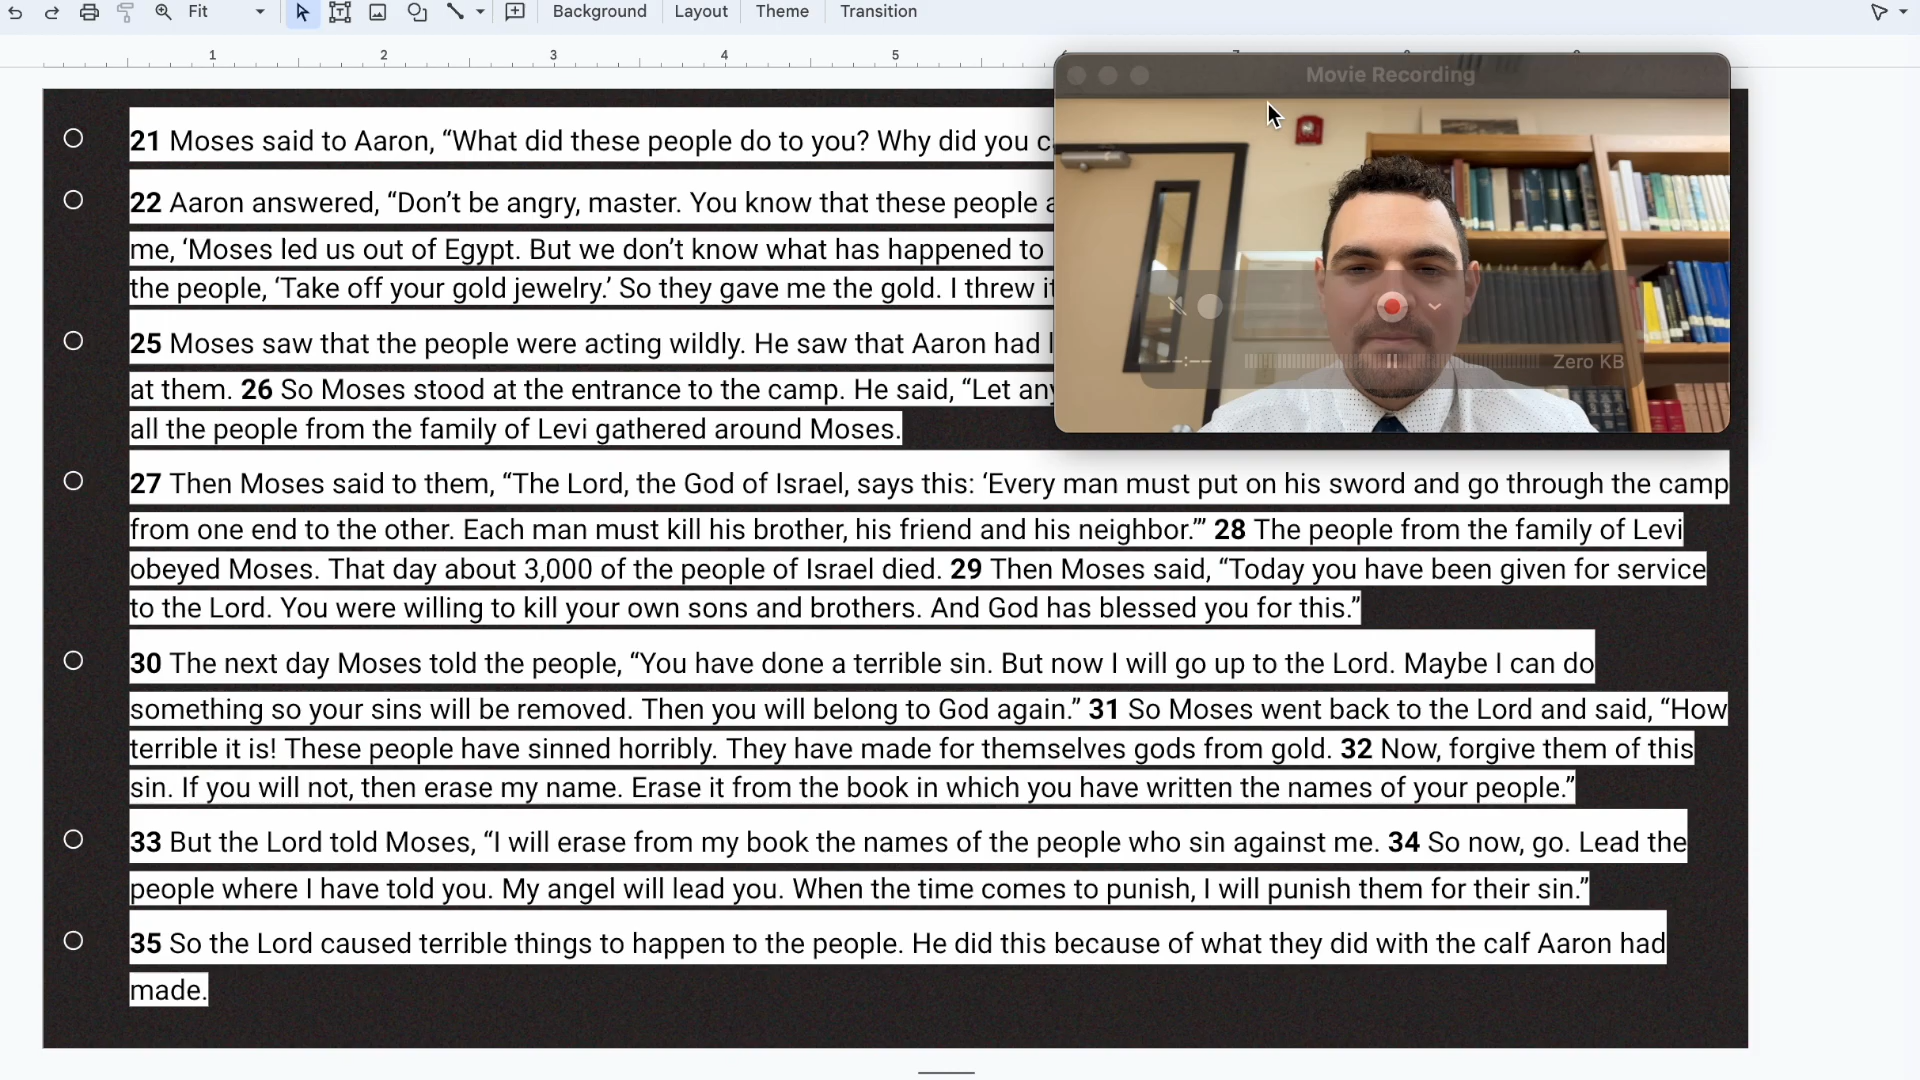 Fit
Background Layout Theme Transition
1 2 3 4 5
Movie Recording
21 Moses said to Aaron, “What did these people do to you? Why did you
22 Aaron answered, “Don’t be angry, master. You know that these people
me, ‘Moses led us out of Egypt. But we don’t know what has happened to
the people, ‘Take off your gold jewelry.’ So they gave me the gold. I threw
25 Moses saw that the people were acting wildly. He saw that Aaron had
at them. 26 So Moses stood at the entrance to the camp. He said, “Let
all the people from the family of Levi gathered around Moses.
Zero KB
27 Then Moses said to them, “The Lord, the God of Israel, says this: ‘Every man must put on his sword and go through the camp
from one end to the other. Each man must kill his brother, his friend and his neighbor.’” 28 The people from the family of Levi
obeyed Moses. That day about 3,000 of the people of Israel died. 29 Then Moses said, “Today you have been given for service
to the Lord. You were willing to kill your own sons and brothers. And God has blessed you for this.”
30 The next day Moses told the people, “You have done a terrible sin. But now I will go up to the Lord. Maybe I can do
something so your sins will be removed. Then you will belong to God again.” 31 So Moses went back to the Lord and said, “How
terrible it is! These people have sinned horribly. They have made for themselves gods from gold. 32 Now, forgive them of this
sin. If you will not, then erase my name. Erase it from the book in which you have written the names of your people.”
33 But the Lord told Moses, “I will erase from my book the names of the people who sin against me. 34 So now, go. Lead the
people where I have told you. My angel will lead you. When the time comes to punish, I will punish them for their sin.”
35 So the Lord caused terrible things to happen to the people. He did this because of what they did with the calf Aaron had
made.